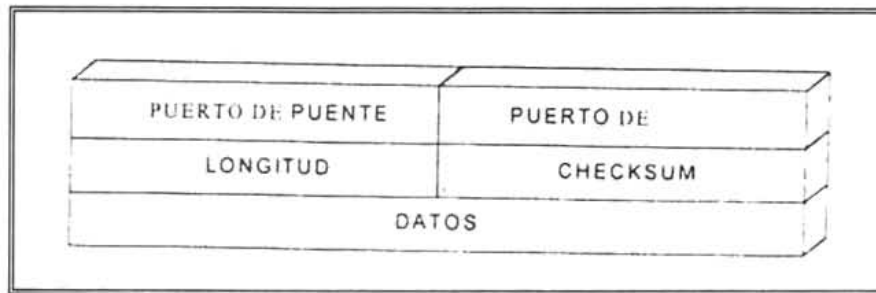 PUERTO DE PUENTE
PUERTO DE
LONGITUD
CHECKSUM
DATOS